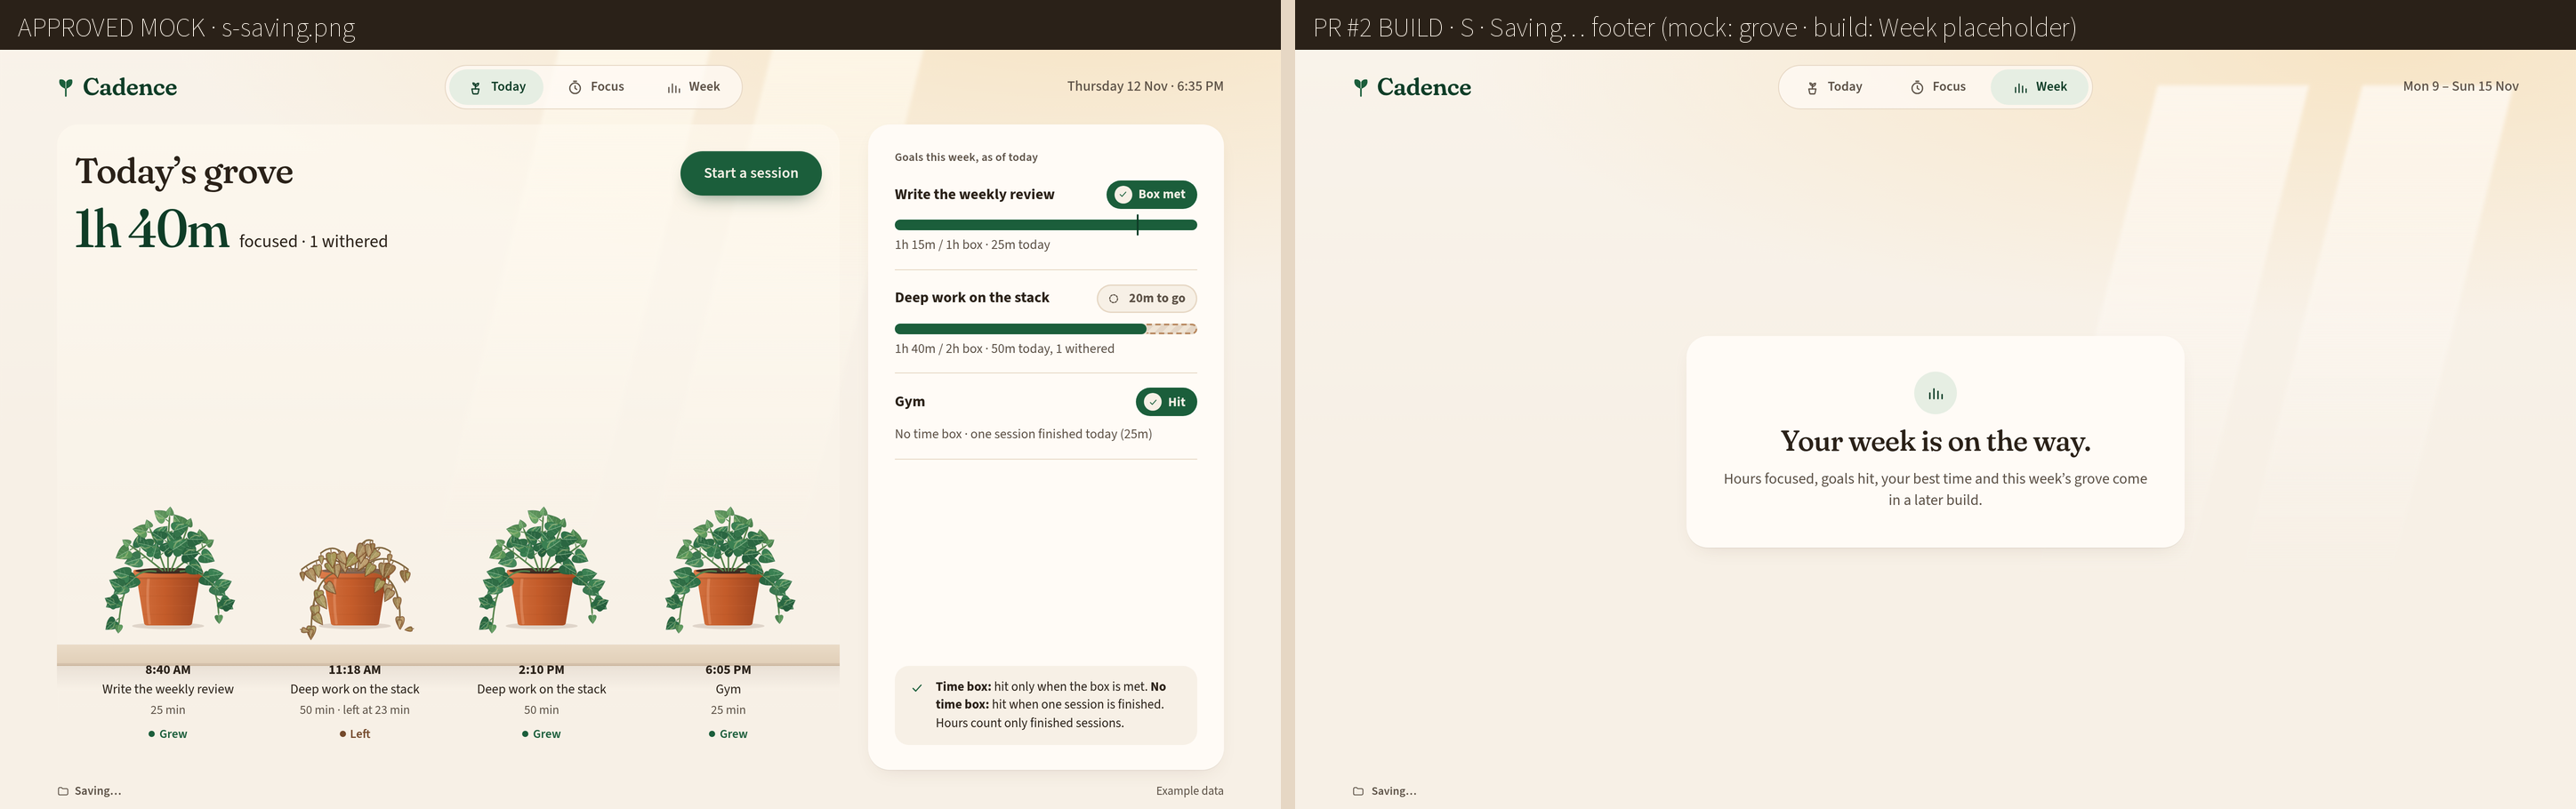 APPROVED MOCK · s-saving.png
Cadence
Today
Focus
Week
Thursday 12 Nov · 6:35 PM
Today’s grove
Start a session
1h 40m focused · 1 withered
8:40 AM
Write the weekly review
25 min
Grew
11:18 AM
Deep work on the stack
50 min · left at 23 min
Left
2:10 PM
Deep work on the stack
50 min
Grew
6:05 PM
Gym
25 min
Grew
Goals this week, as of today
Write the weekly review
Box met
1h 15m / 1h box · 25m today
Deep work on the stack
20m to go
1h 40m / 2h box · 50m today, 1 withered
Gym
Hit
No time box · one session finished today (25m)
Time box: hit only when the box is met. No
time box: hit when one session is finished.
Hours count only finished sessions.
Saving…
Example data
PR #2 BUILD · S · Saving… footer (mock: grove · build: Week placeholder)
Cadence
Today
Focus
Week
Mon 9 – Sun 15 Nov
Your week is on the way.
Hours focused, goals hit, your best time and this week’s grove come
in a later build.
Saving…